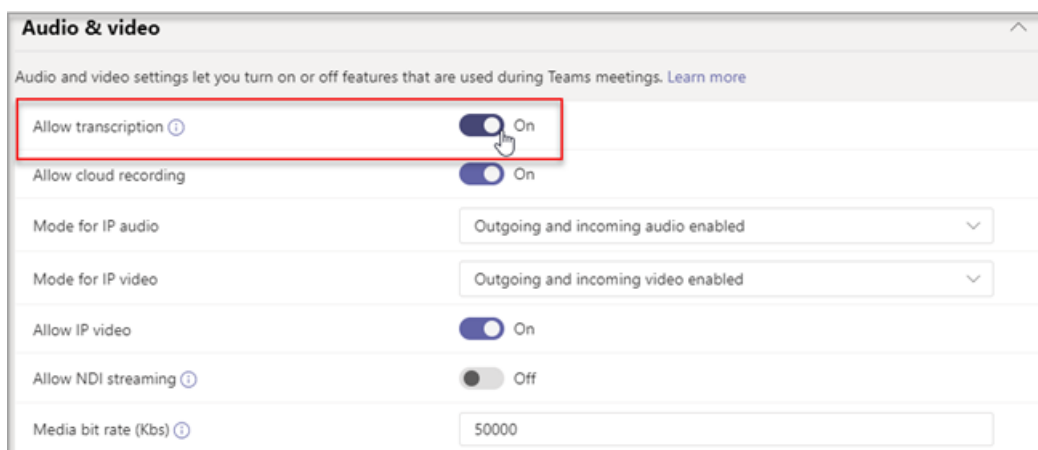 Audio & video
Audio and video settings let you turn on or off features that are used during Teams meetings. Learn more
Allow transcription On
Allow cloud recording On
Mode for IP audio Outgoing and incoming audio enabled
Mode for IP video Outgoing and incoming video enabled
Allow IP video On
Allow NDI streaming Off
Media bit rate (Kbs) 50000